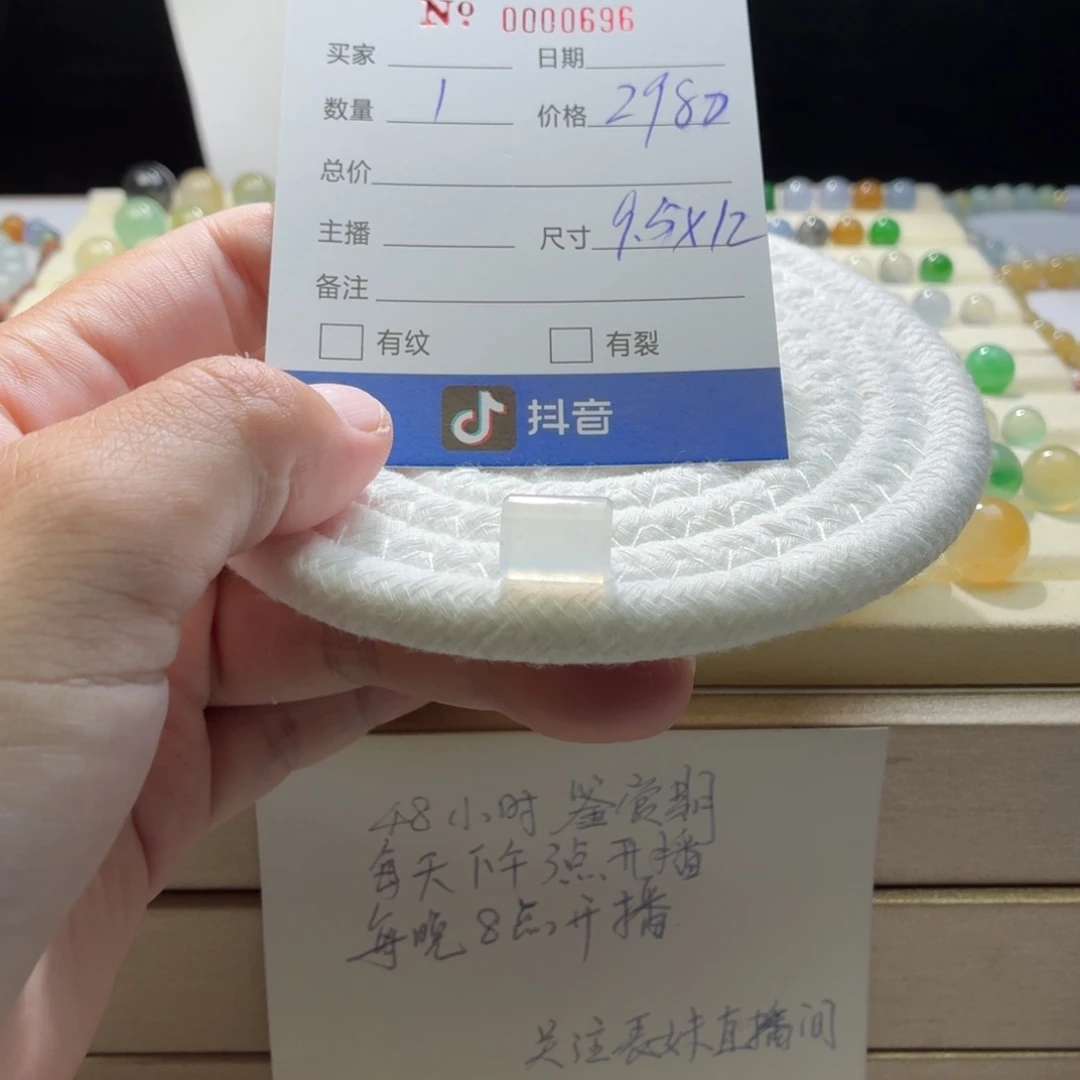 Nº 0000696
买家 日期
数量 1 价格 2980
总价
主播 尺寸 9.5X12
备注
有纹 有裂
抖音
48小时鉴赏期
每天下午3点开播
每晚8点开播
关注表妹直播间